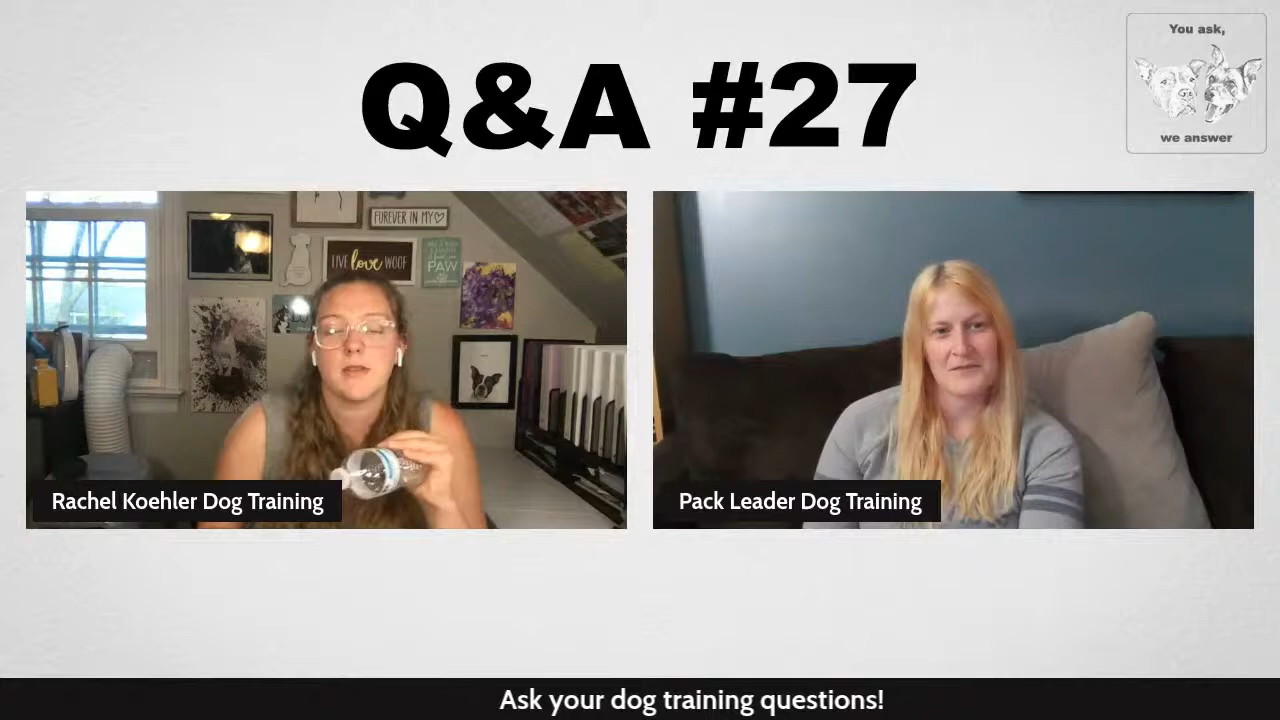 Q&A #27
You ask,
we answer
FUREVER IN MY
LIVE love WOOF
PAW
Rachel Koehler Dog Training
Pack Leader Dog Training
Ask your dog training questions!